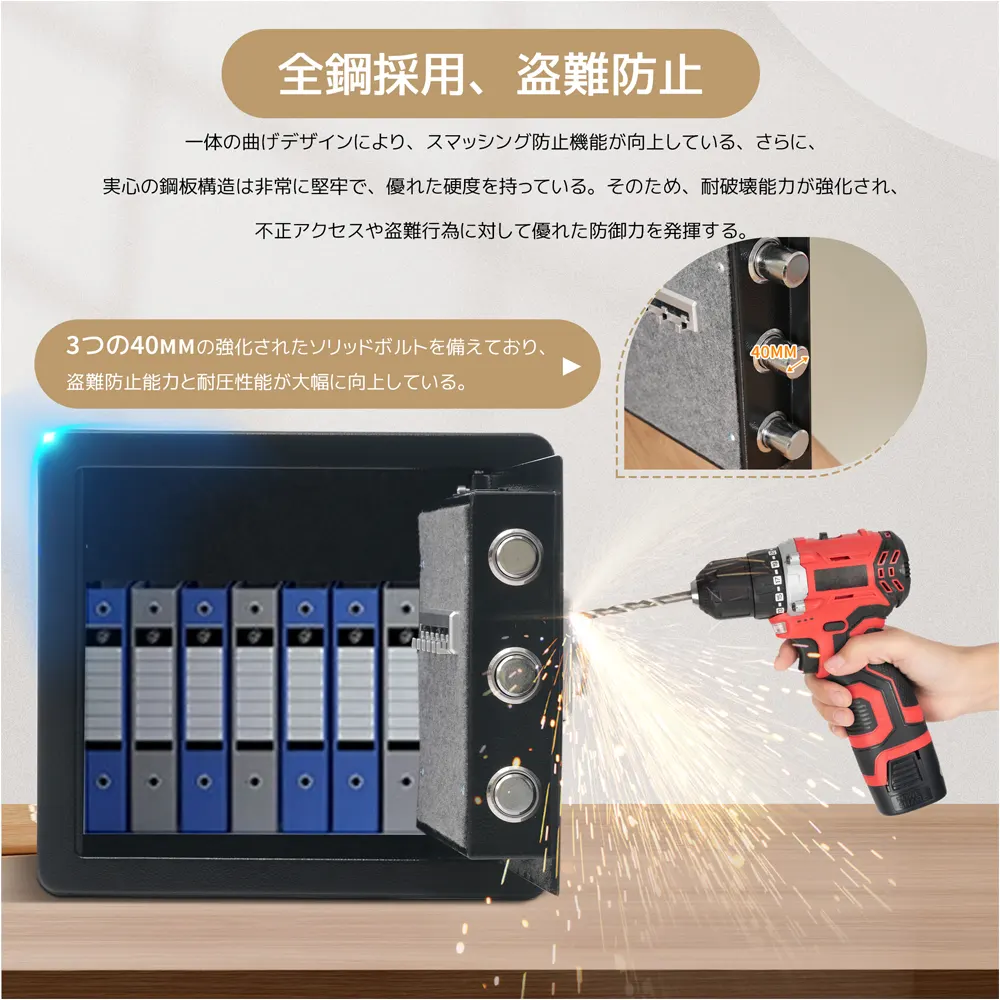 全鋼採用、盗難防止
一体の曲げデザインにより、スマッシング防止機能が向上している、さらに、
実心の鋼板構造は非常に堅牢で、優れた硬度を持っている。そのため、耐破壊能力が強化され、
不正アクセスや盗難行為に対して優れた防御力を発揮する。
3つの40MMの強化されたソリッドボルトを備えており、
盗難防止能力と耐圧性能が大幅に向上している。
40MM